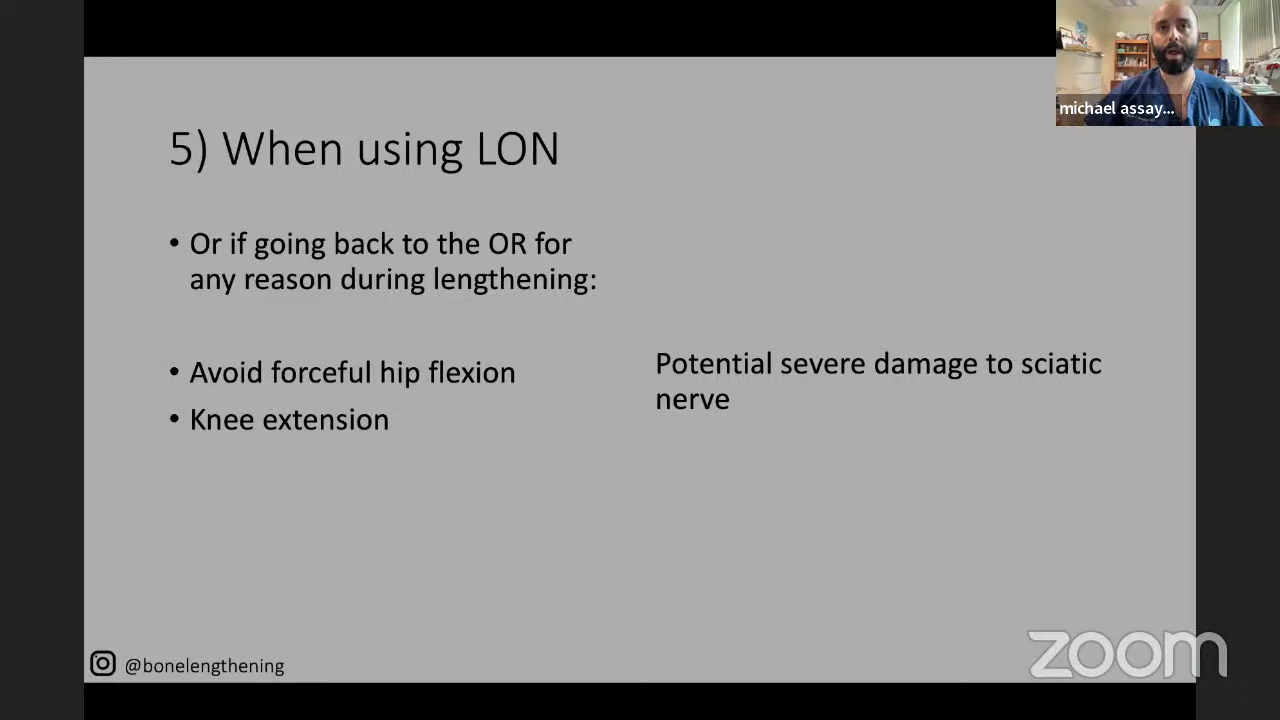 michael assay...
5) When using LON
• Or if going back to the OR for
any reason during lengthening:
• Avoid forceful hip flexion
• Knee extension
Potential severe damage to sciatic
nerve
@bonelengthening
zoom